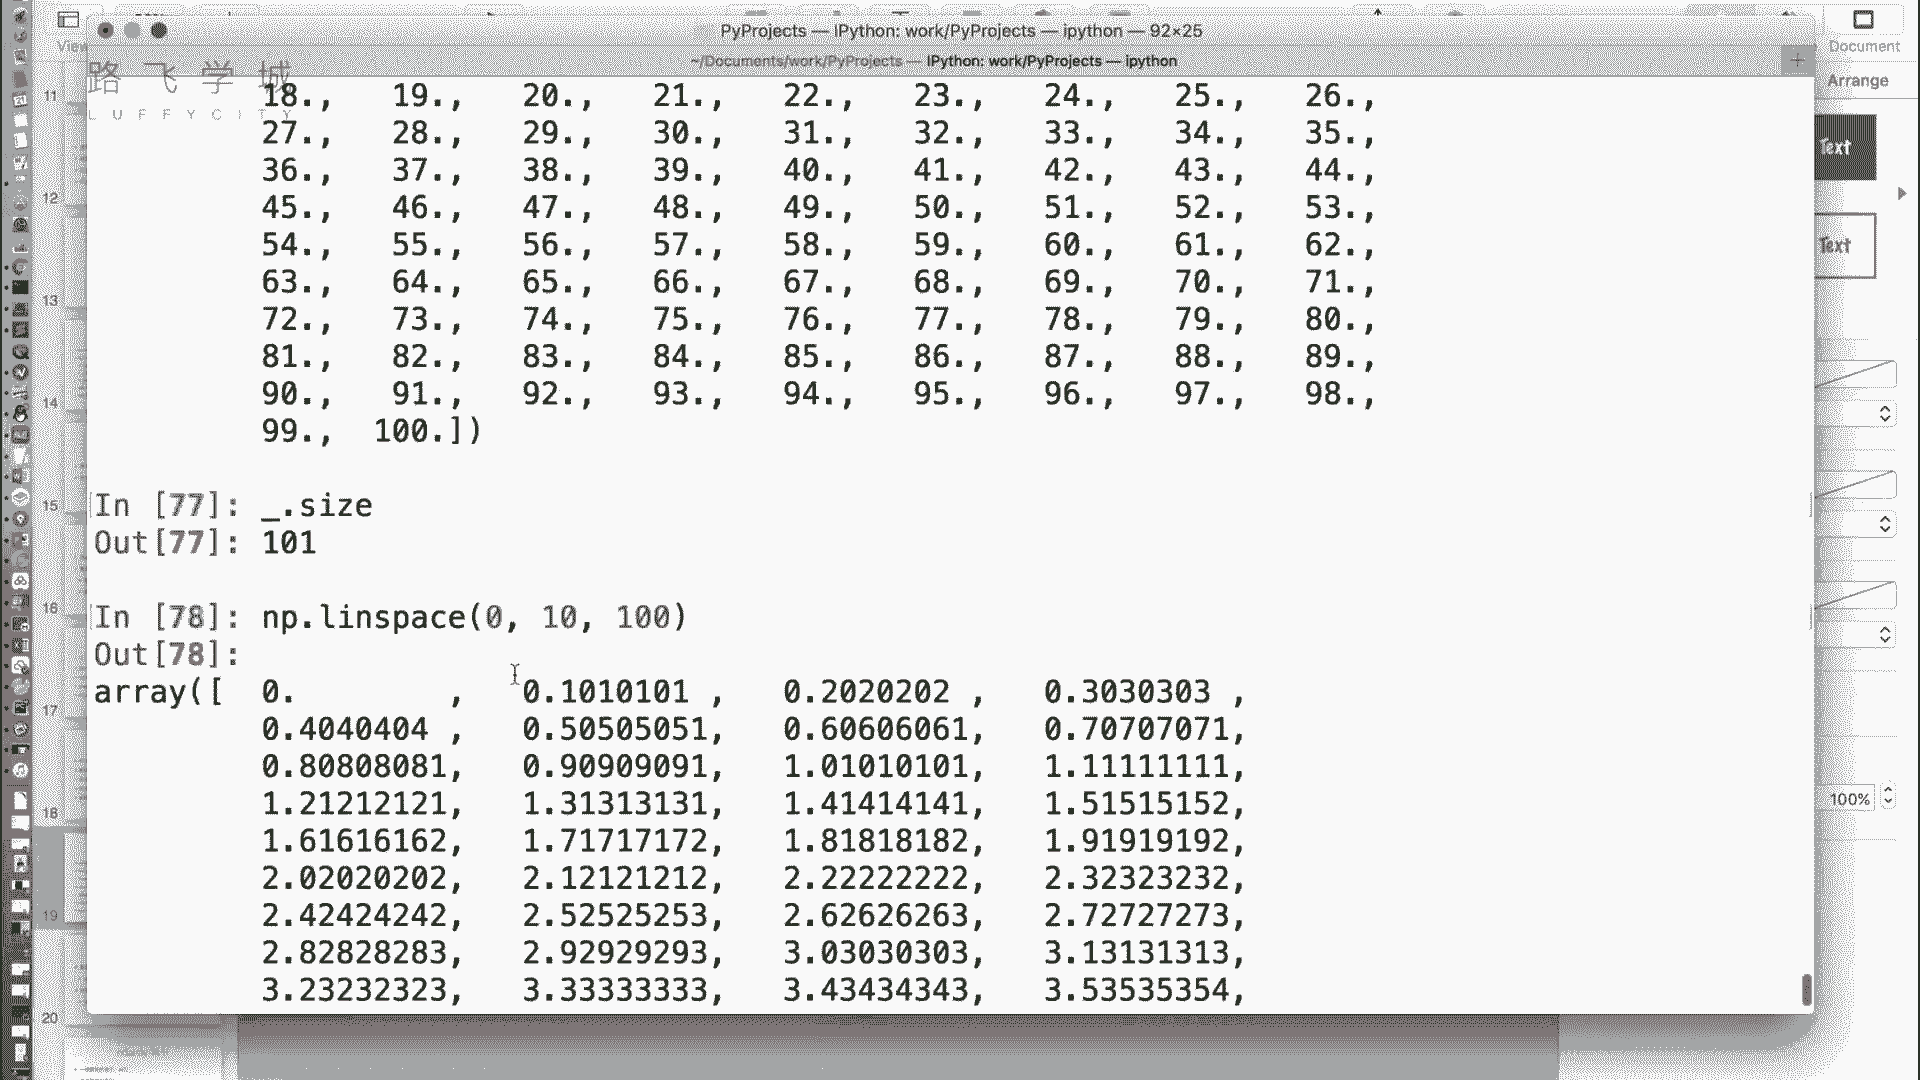 PyProjects — IPython: work/PyProjects — ipython — 92×25
View
Document
~/Documents/work/PyProjects — IPython: work/PyProjects — ipython
+
路飞学城
LUFFYCITY
Arrange
Text
Text
100%
11
12
13
14
15
16
17
18
19
20
18., 19., 20., 21., 22., 23., 24., 25., 26.,
27., 28., 29., 30., 31., 32., 33., 34., 35.,
36., 37., 38., 39., 40., 41., 42., 43., 44.,
45., 46., 47., 48., 49., 50., 51., 52., 53.,
54., 55., 56., 57., 58., 59., 60., 61., 62.,
63., 64., 65., 66., 67., 68., 69., 70., 71.,
72., 73., 74., 75., 76., 77., 78., 79., 80.,
81., 82., 83., 84., 85., 86., 87., 88., 89.,
90., 91., 92., 93., 94., 95., 96., 97., 98.,
99., 100.])
In [77]: _.size
Out[77]: 101
In [78]: np.linspace(0, 10, 100)
Out[78]:
array([ 0. , 0.1010101 , 0.2020202 , 0.3030303 ,
0.4040404 , 0.50505051, 0.60606061, 0.70707071,
0.80808081, 0.90909091, 1.01010101, 1.11111111,
1.21212121, 1.31313131, 1.41414141, 1.51515152,
1.61616162, 1.71717172, 1.81818182, 1.91919192,
2.02020202, 2.12121212, 2.22222222, 2.32323232,
2.42424242, 2.52525253, 2.62626263, 2.72727273,
2.82828283, 2.92929293, 3.03030303, 3.13131313,
3.23232323, 3.33333333, 3.43434343, 3.53535354,